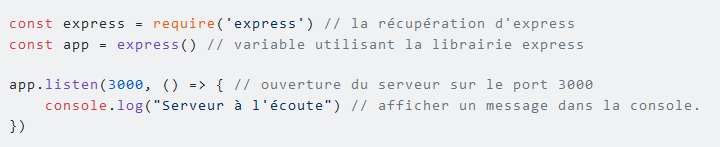 const express = require('express') // la récupération d'express
const app = express() // variable utilisant la librairie express

app.listen(3000, () => { // ouverture du serveur sur le port 3000
    console.log("Serveur à l'écoute") // afficher un message dans la console.
})